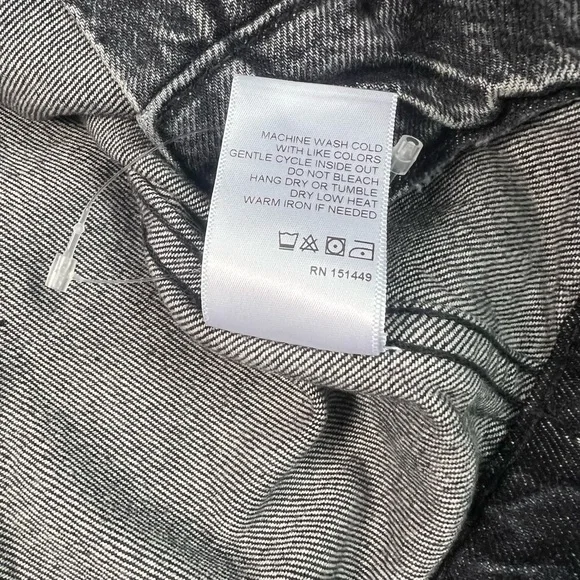 MACHINE WASH COLD
WITH LIKE COLORS
GENTLE CYCLE INSIDE OUT
DO NOT BLEACH
HANG DRY OR TUMBLE
DRY LOW HEAT
WARM IRON IF NEEDED
RN 151449